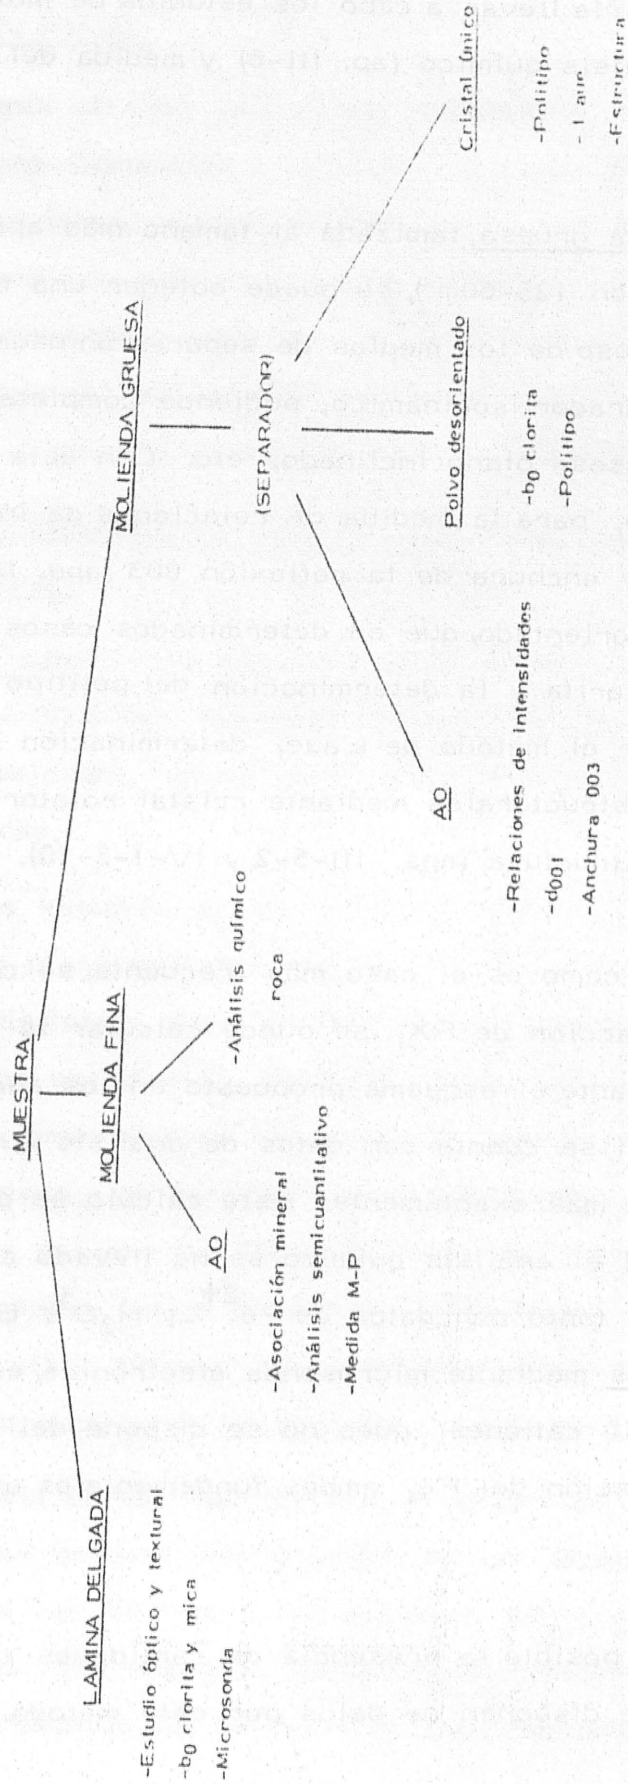 MUESTRA
LAMINA DELGADA
-Estudio óptico y textural
-b0 clorita y mica
-Microsonda
MOLIENDA FINA
AO
-Asociación mineral
-Análisis semicuantitativo
-Medida M-P
-Análisis químico
roca
MOLIENDA GRUESA
(SEPARADOR)
AO
-Relaciones de intensidades
-d001
-Anchura 003
Polvo desorientado
-b0 clorita
-Politipo
Cristal único
-Politipo
-Laue
-Estructura